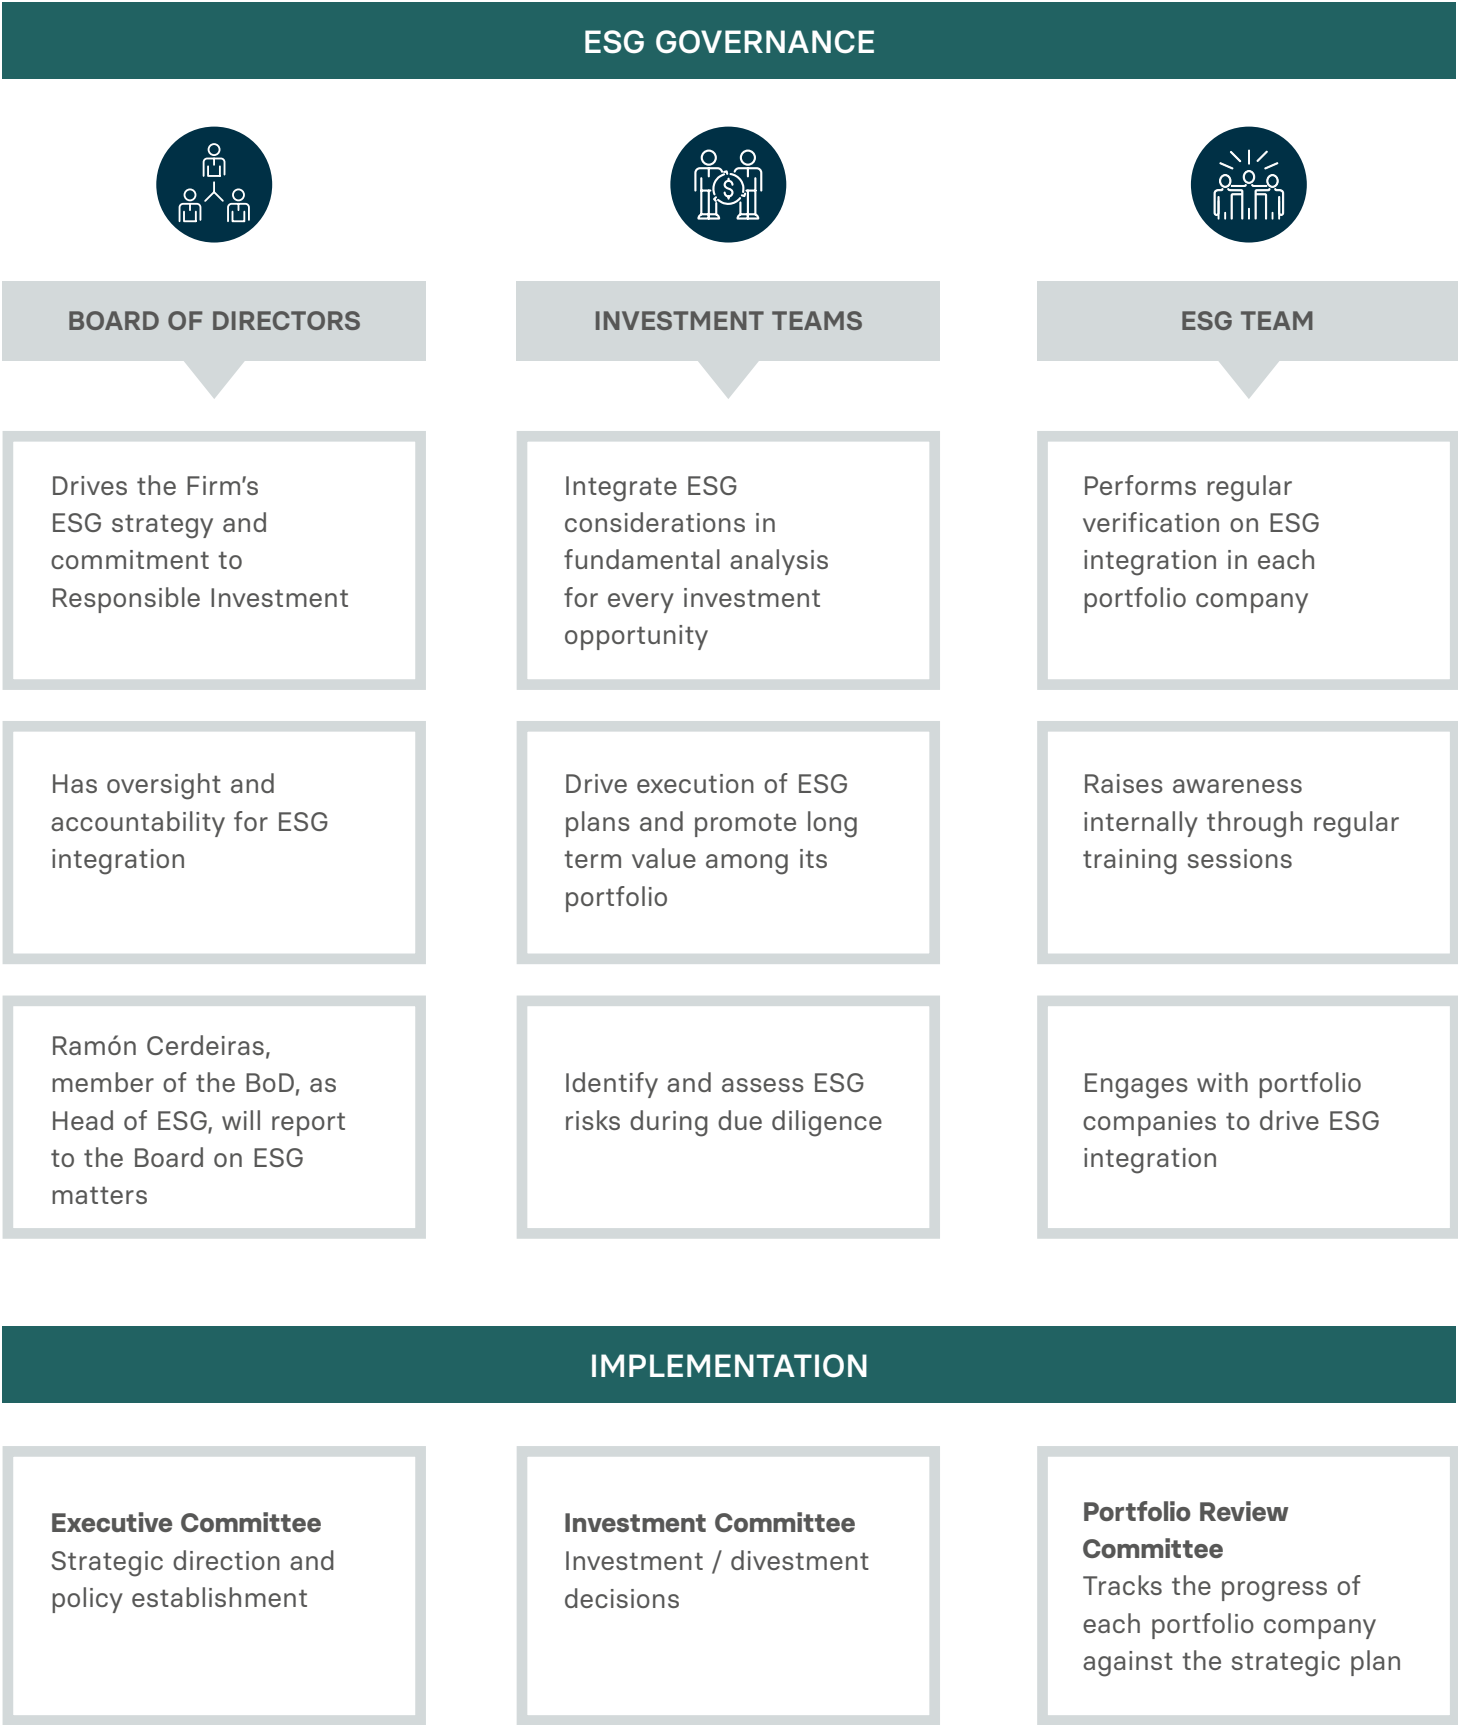 ESG GOVERNANCE
BOARD OF DIRECTORS
Drives the Firm's
ESG strategy and
commitment to
Responsible Investment
Has oversight and
accountability for ESG
integration
Ramón Cerdeiras,
member of the BoD, as
Head of ESG, will report
to the Board on ESG
matters
INVESTMENT TEAMS
Integrate ESG
considerations in
fundamental analysis
for every investment
opportunity
Drive execution of ESG
plans and promote long
term value among its
portfolio
Identify and assess ESG
risks during due diligence
ESG TEAM
Performs regular
verification on ESG
integration in each
portfolio company
Raises awareness
internally through regular
training sessions
Engages with portfolio
companies to drive ESG
integration
IMPLEMENTATION
Executive Committee
Strategic direction and
policy establishment
Investment Committee
Investment / divestment
decisions
Portfolio Review
Committee
Tracks the progress of
each portfolio company
against the strategic plan